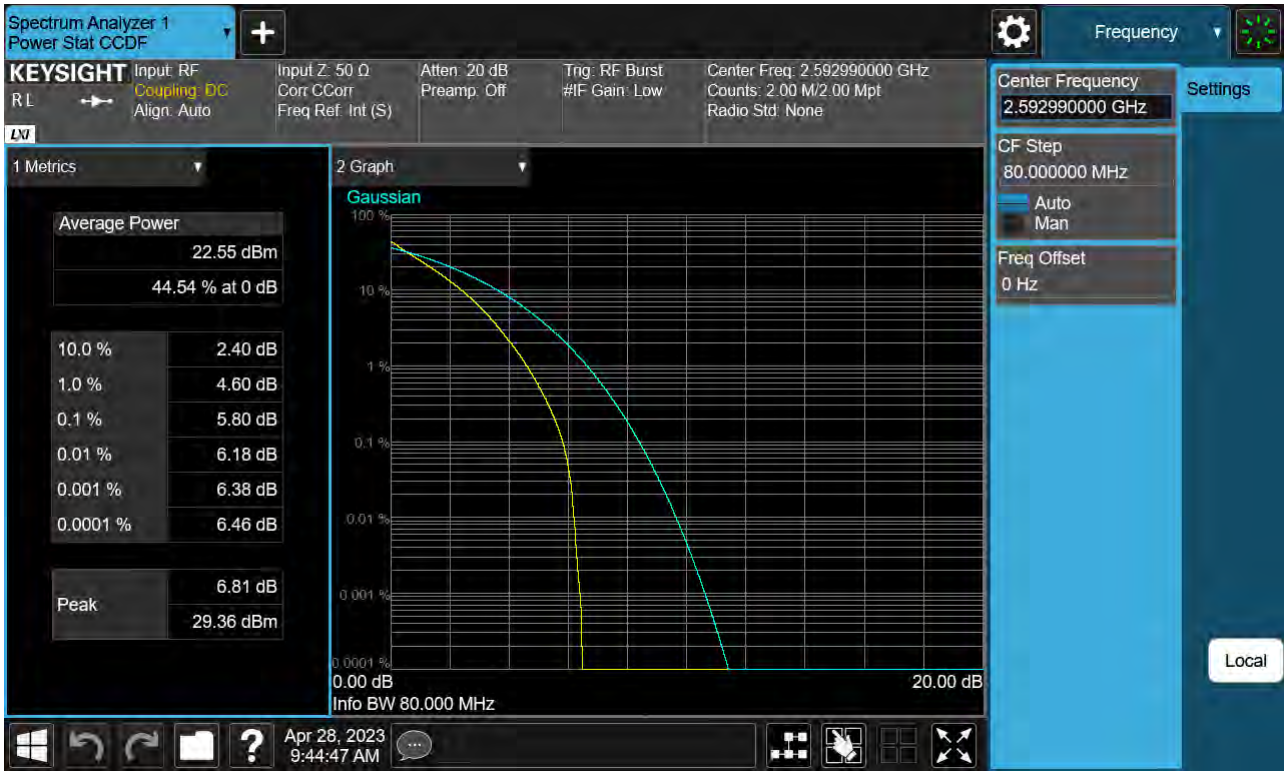 Spectrum Analyzer 1
Power Stat CCDF
+
Frequency
KEYSIGHT
RL
LXI
Input: RF
Coupling: DC
Align: Auto
Input Z: 50 Ω
Corr CCorr
Freq Ref: Int (S)
Atten: 20 dB
Preamp: Off
Trig: RF Burst
#IF Gain: Low
Center Freq: 2.592990000 GHz
Counts: 2.00 M/2.00 Mpt
Radio Std: None
Center Frequency
2.592990000 GHz
Settings
CF Step
80.000000 MHz
Auto
Man
Freq Offset
0 Hz
1 Metrics
Average Power
22.55 dBm
44.54 % at 0 dB
10.0 % 2.40 dB
1.0 % 4.60 dB
0.1 % 5.80 dB
0.01 % 6.18 dB
0.001 % 6.38 dB
0.0001 % 6.46 dB
Peak
6.81 dB
29.36 dBm
2 Graph
Gaussian
100 %
10 %
1 %
0.1 %
0.01 %
0.001 %
0.0001 %
0.00 dB 20.00 dB
Info BW 80.000 MHz
Local
?
Apr 28, 2023
9:44:47 AM